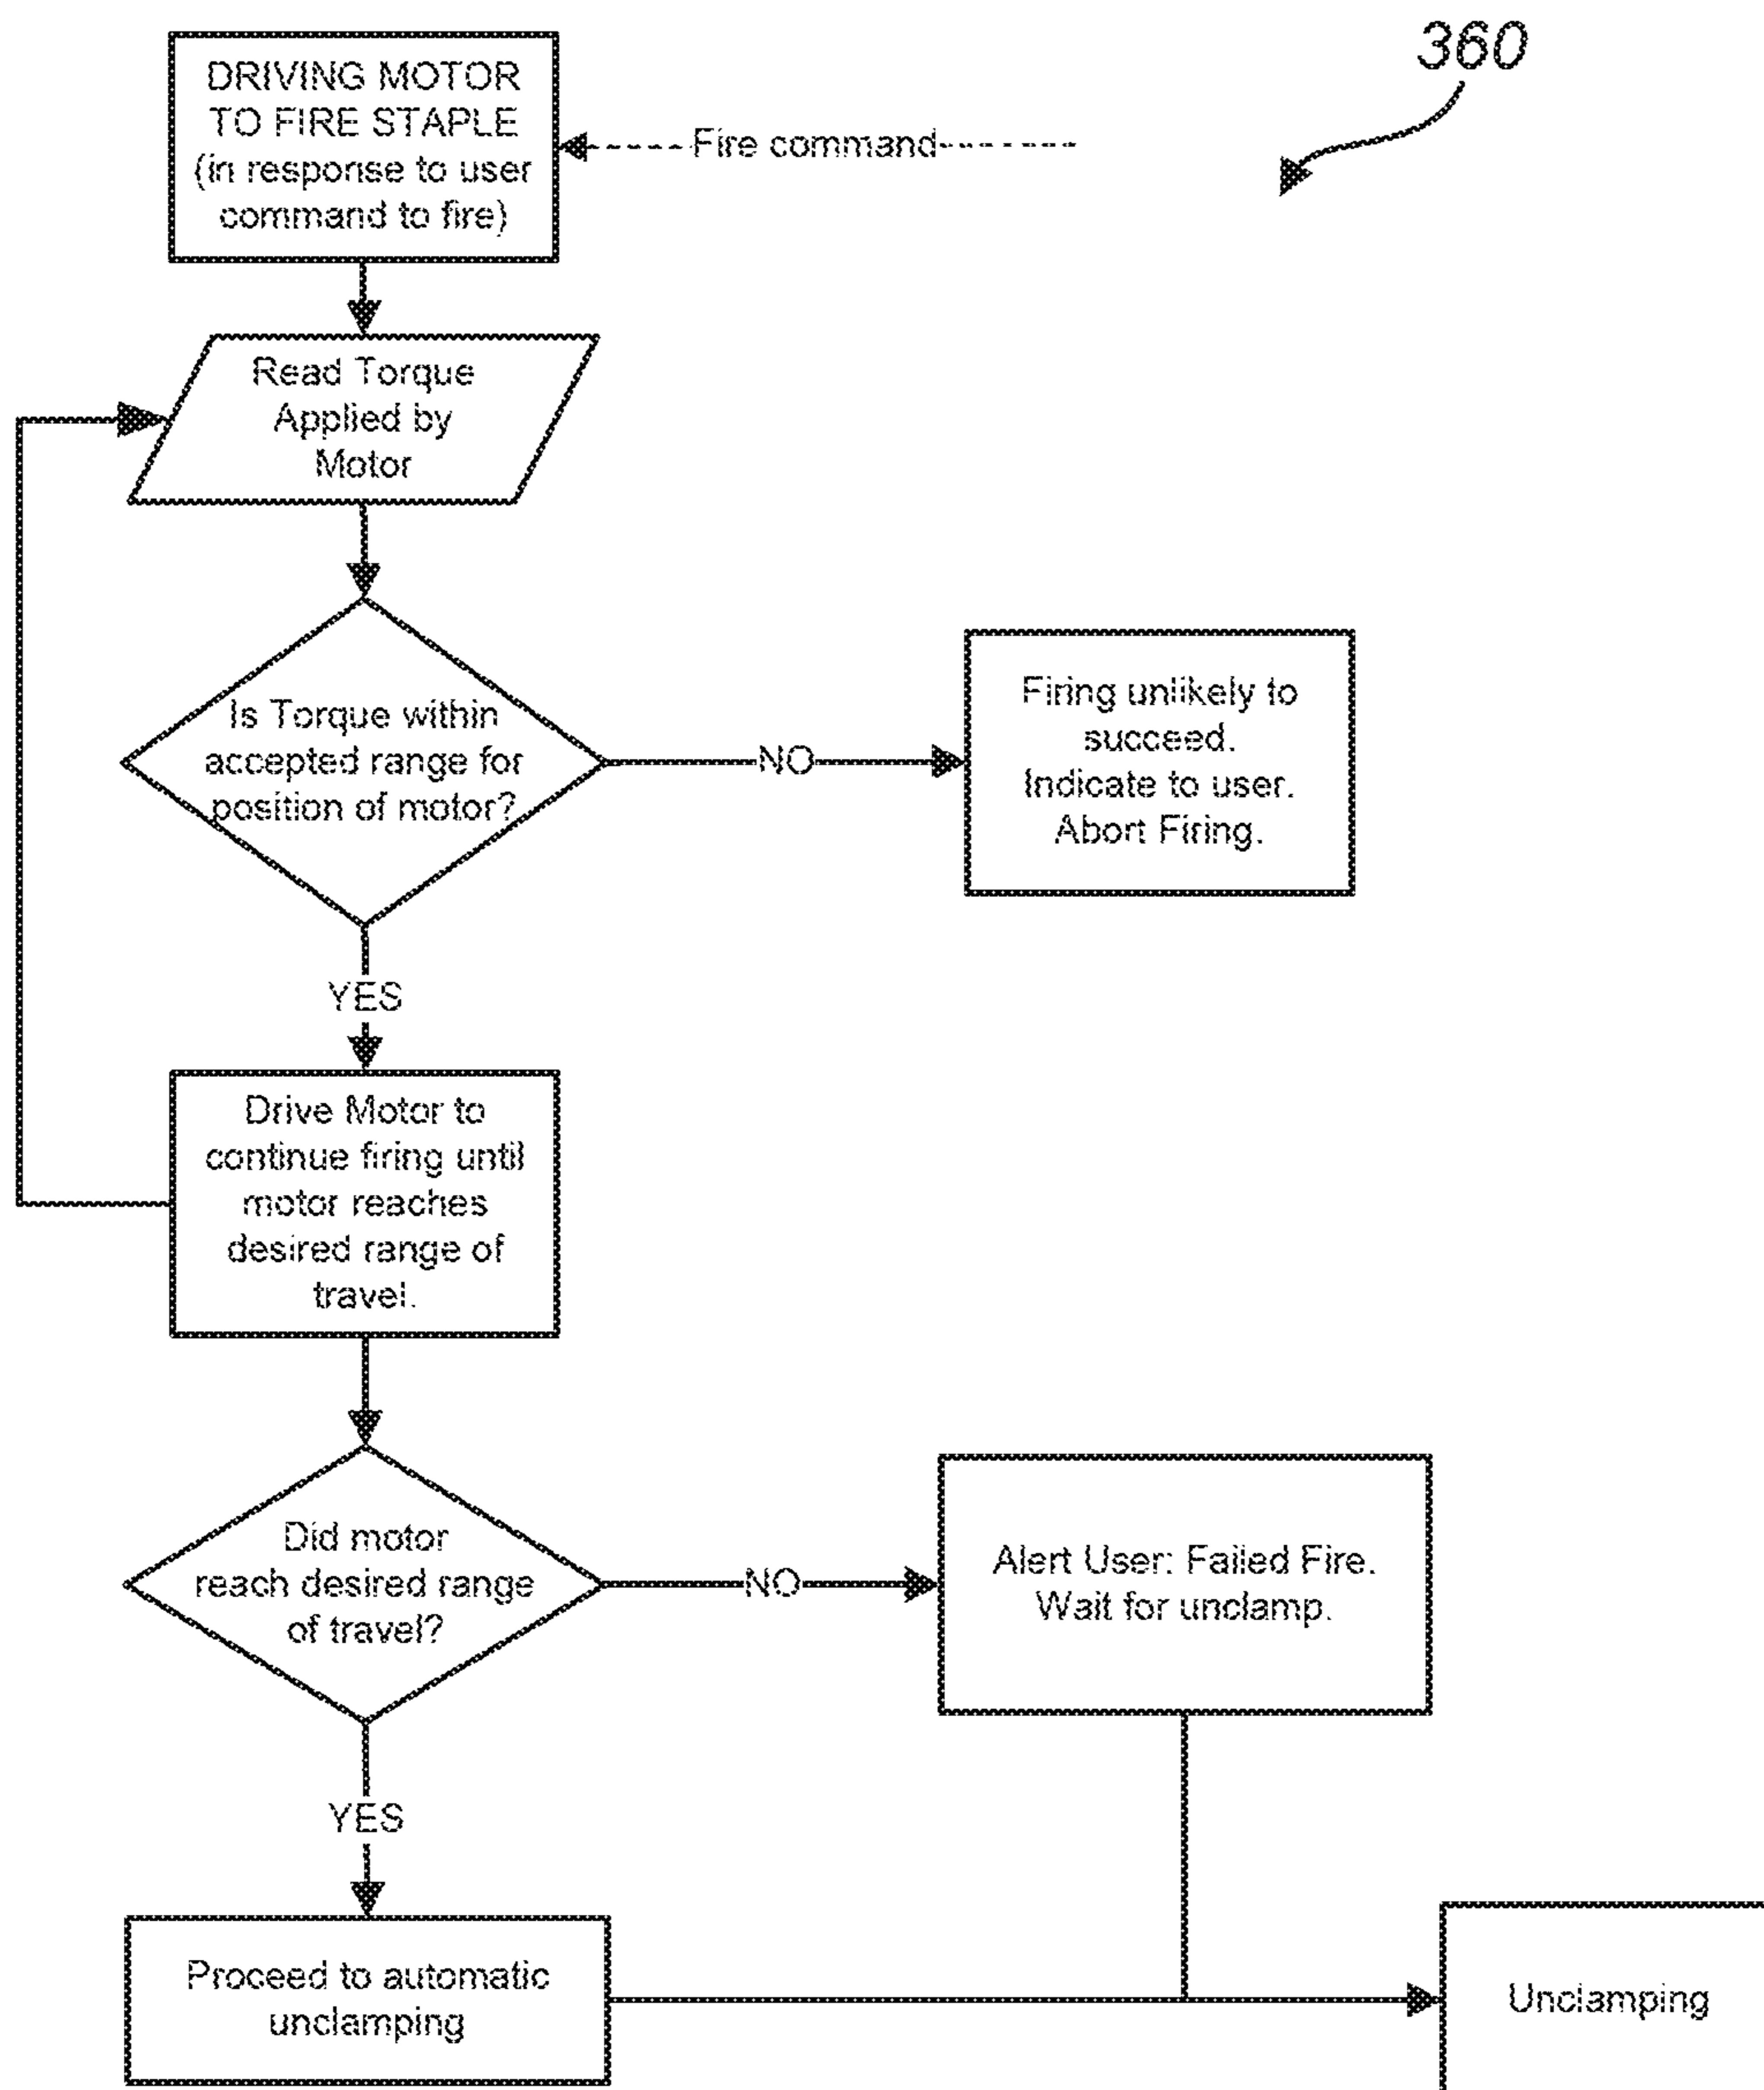 360
DRIVING MOTOR
TO FIRE STAPLE
(in response to user
command to fire)
Fire command
Read Torque
Applied by
Motor
Is Torque within
accepted range for
position of motor?
NO
Firing unlikely to
succeed.
Indicate to user.
Abort Firing.
YES
Drive Motor to
continue firing until
motor reaches
desired range of
travel.
Did motor
reach desired range
of travel?
NO
Alert User: Failed Fire.
Wait for unclamp.
YES
Proceed to automatic
unclamping
Unclamping